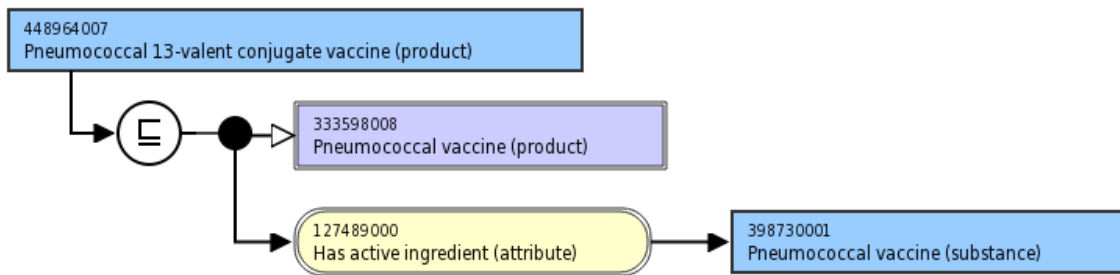 448964007
Pneumococcal 13-valent conjugate vaccine (product)
⊑
333598008
Pneumococcal vaccine (product)
127489000
Has active ingredient (attribute)
398730001
Pneumococcal vaccine (substance)